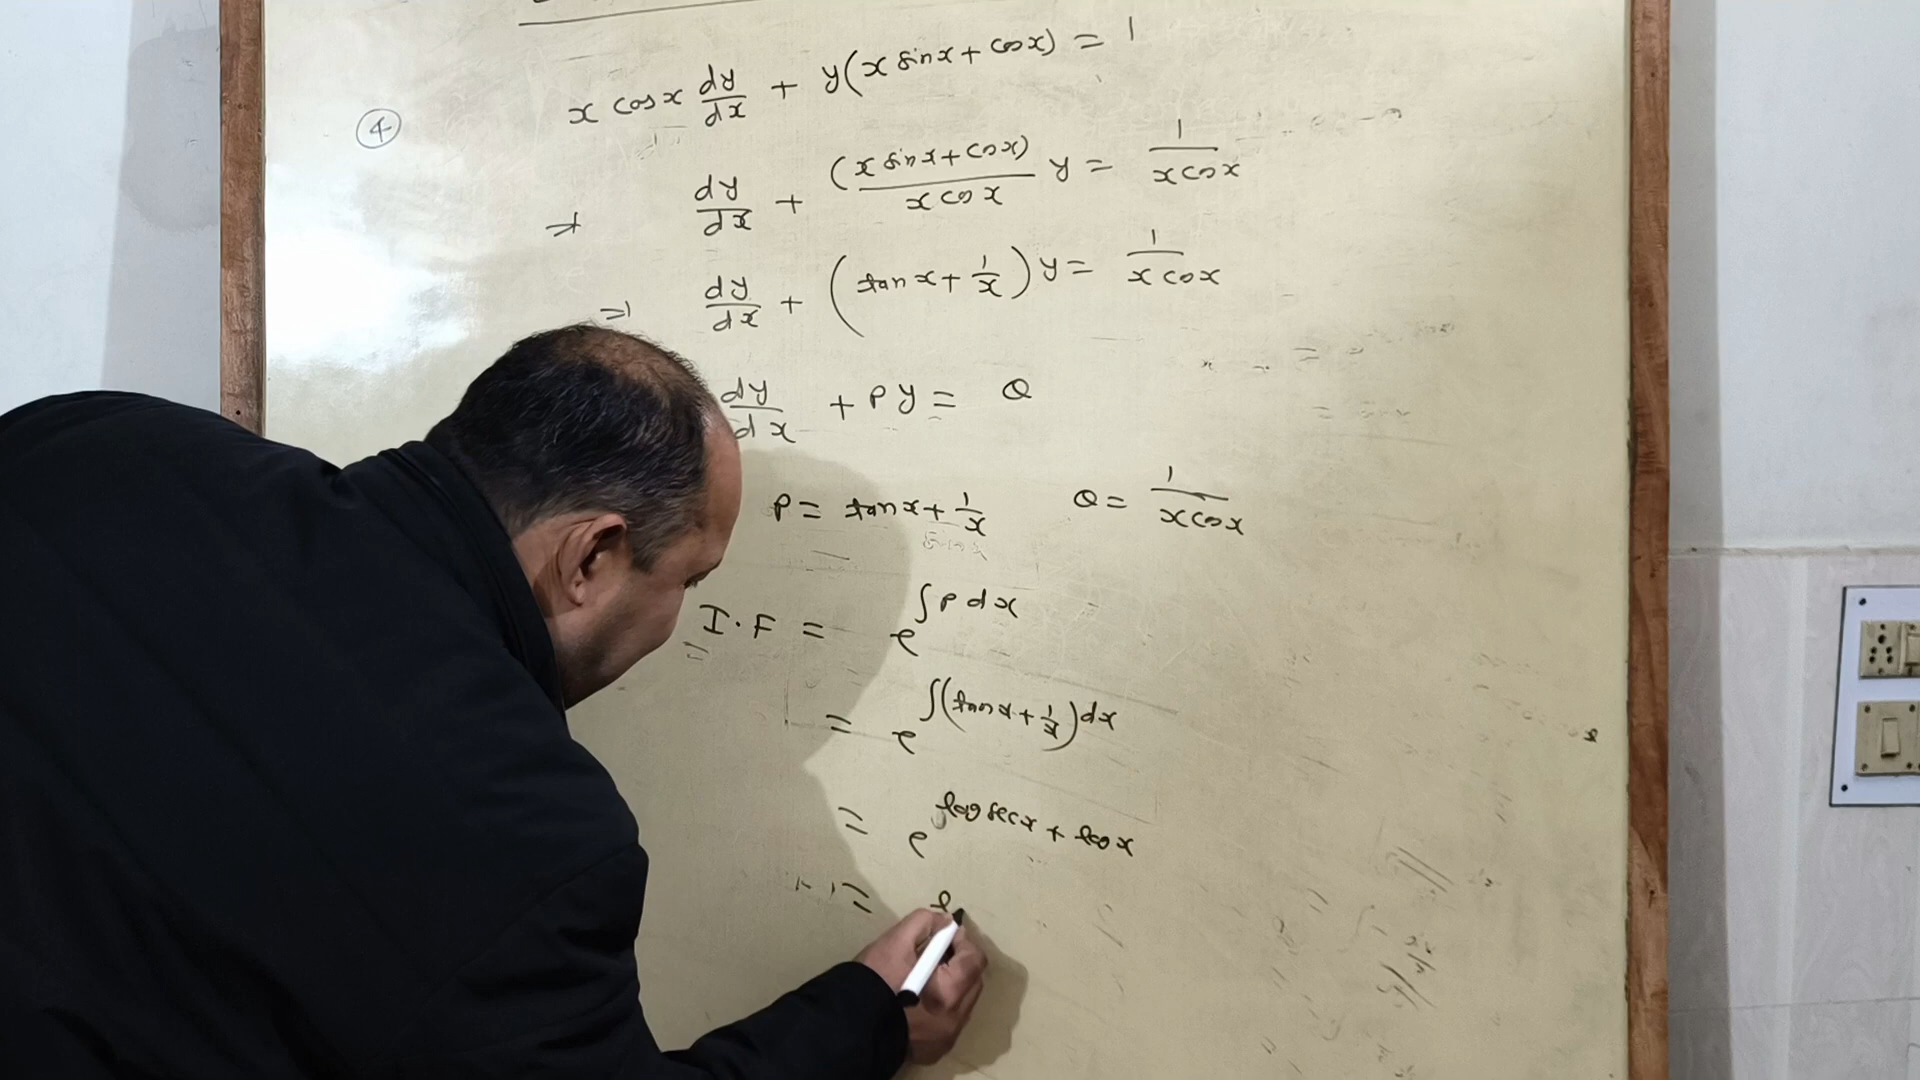 ④ x cos x dy/dx + y(x sin x + cos x) = 1
⇒ dy/dx + (x sin x + cos x)/(x cos x) y = 1/(x cos x)
⇒ dy/dx + (tan x + 1/x) y = 1/(x cos x)
dy/dx + P y = Q
P = tan x + 1/x Q = 1/(x cos x)
I.F = e^∫P dx
= e^∫(tan x + 1/x) dx
= e^log sec x + log x
=